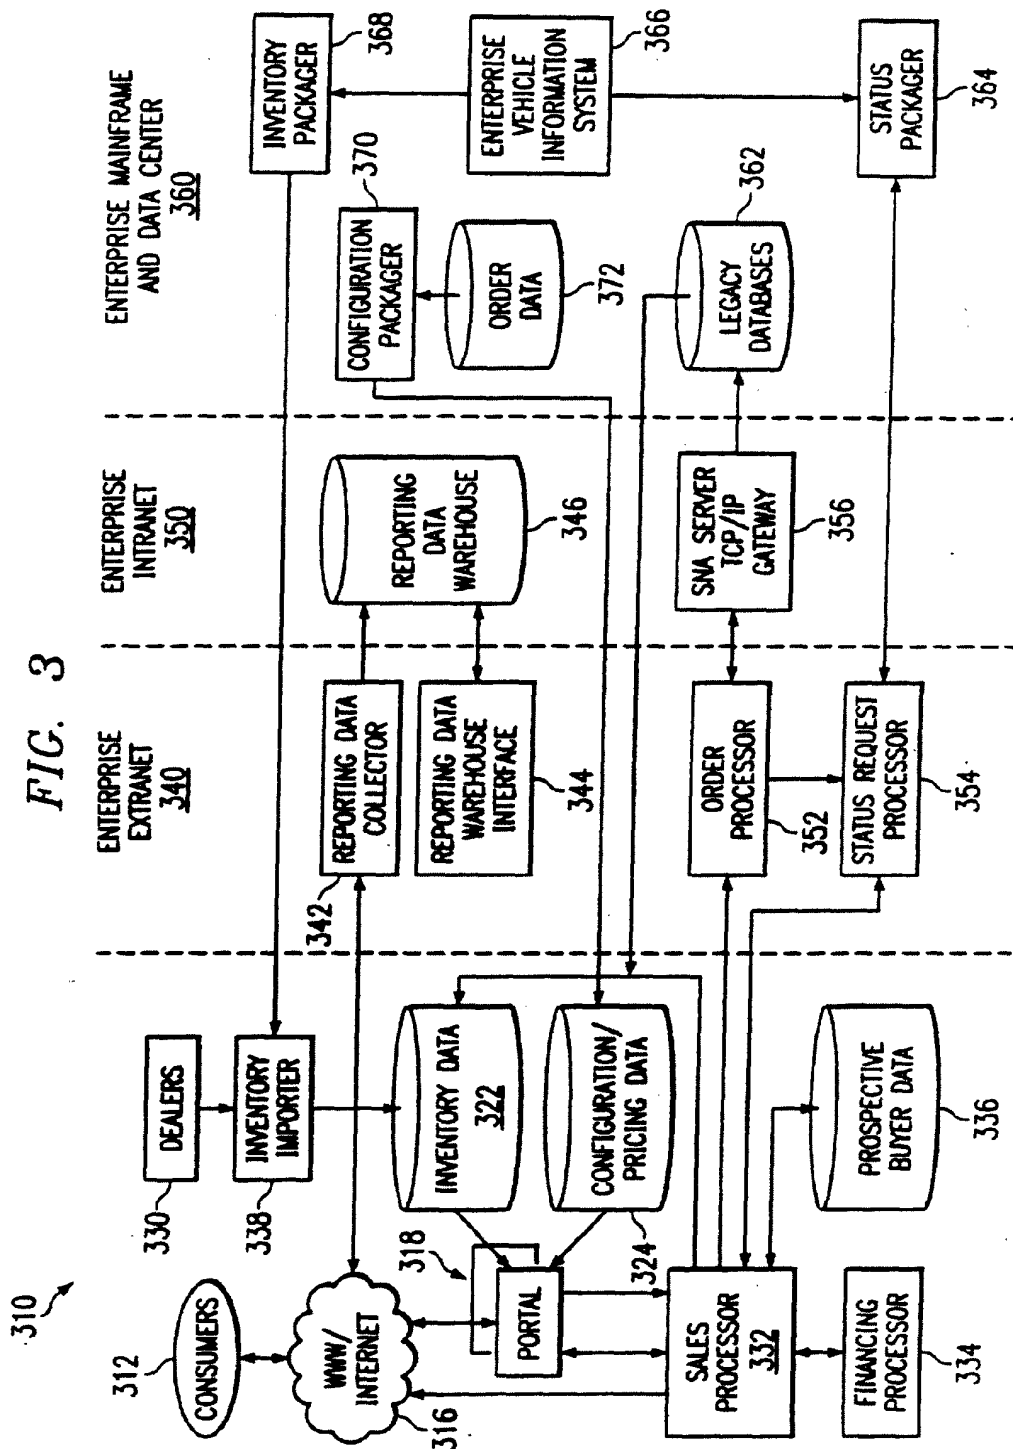 FIG. 3
310
312
CONSUMERS
WWW/
INTERNET
316
330
DEALERS
338
INVENTORY
IMPORTER
INVENTORY DATA
322
318
PORTAL
CONFIGURATION/
PRICING DATA
324
SALES
PROCESSOR
332
FINANCING
PROCESSOR
334
PROSPECTIVE
BUYER DATA
336
ENTERPRISE
EXTRANET
340
REPORTING DATA
COLLECTOR
342
REPORTING DATA
WAREHOUSE
INTERFACE
344
ORDER
PROCESSOR
352
STATUS REQUEST
PROCESSOR
354
ENTERPRISE
INTRANET
350
REPORTING
DATA
WAREHOUSE
346
SNA SERVER
TCP/IP
GATEWAY
356
ENTERPRISE MAINFRAME
AND DATA CENTER
360
INVENTORY
PACKAGER
368
CONFIGURATION
PACKAGER
370
ORDER
DATA
372
ENTERPRISE
VEHICLE
INFORMATION
SYSTEM
366
LEGACY
DATABASES
362
STATUS
PACKAGER
364